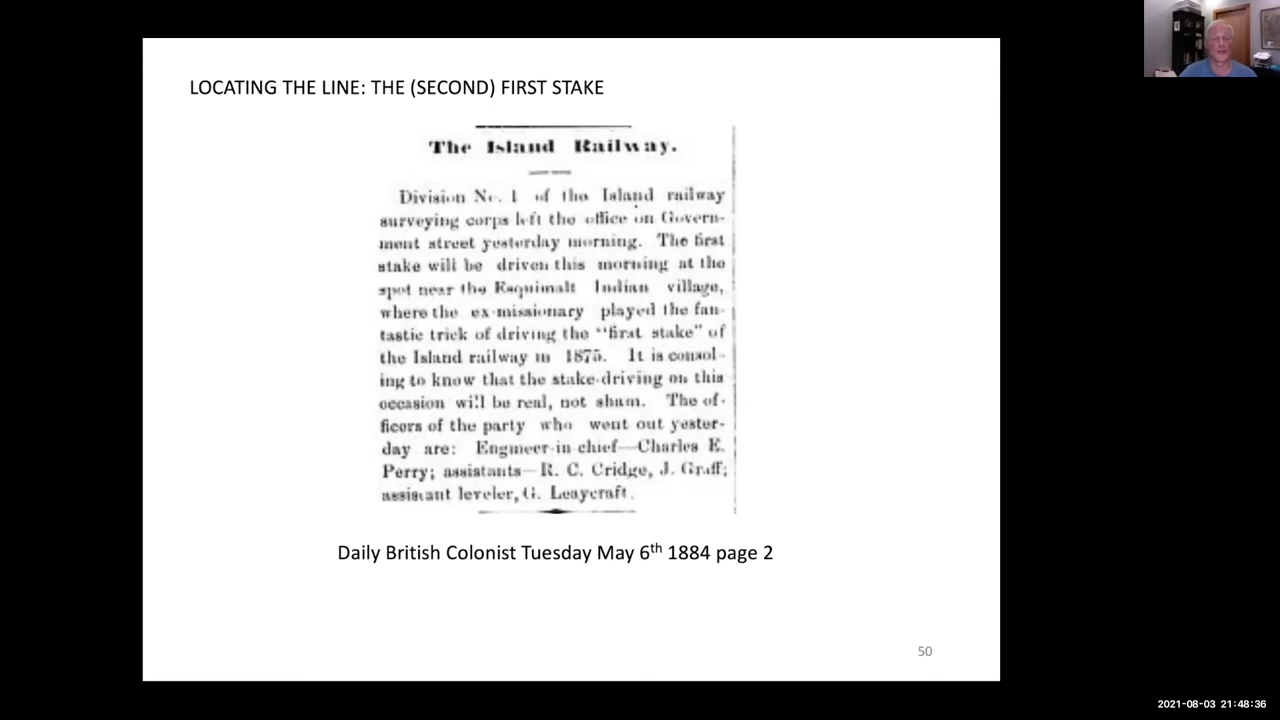 LOCATING THE LINE: THE (SECOND) FIRST STAKE
The Island Railway.
Division No. 1 of the Island railway
surveying corps left the office on Govern-
ment street yesterday morning. The first
stake will be driven this morning at the
spot near the Esquimalt Indian village,
where the ex-missionary played the fan-
tastic trick of driving the "first stake" of
the Island railway in 1875. It is consol-
ing to know that the stake-driving on this
occasion will be real, not sham. The of-
ficers of the party who went out yester-
day are: Engineer-in-chief—Charles E.
Perry; assistants—R. C. Cridge, J. Graff;
assistant leveler, G. Leaycraft.
Daily British Colonist Tuesday May 6th 1884 page 2
50
2021-08-03 21:48:36